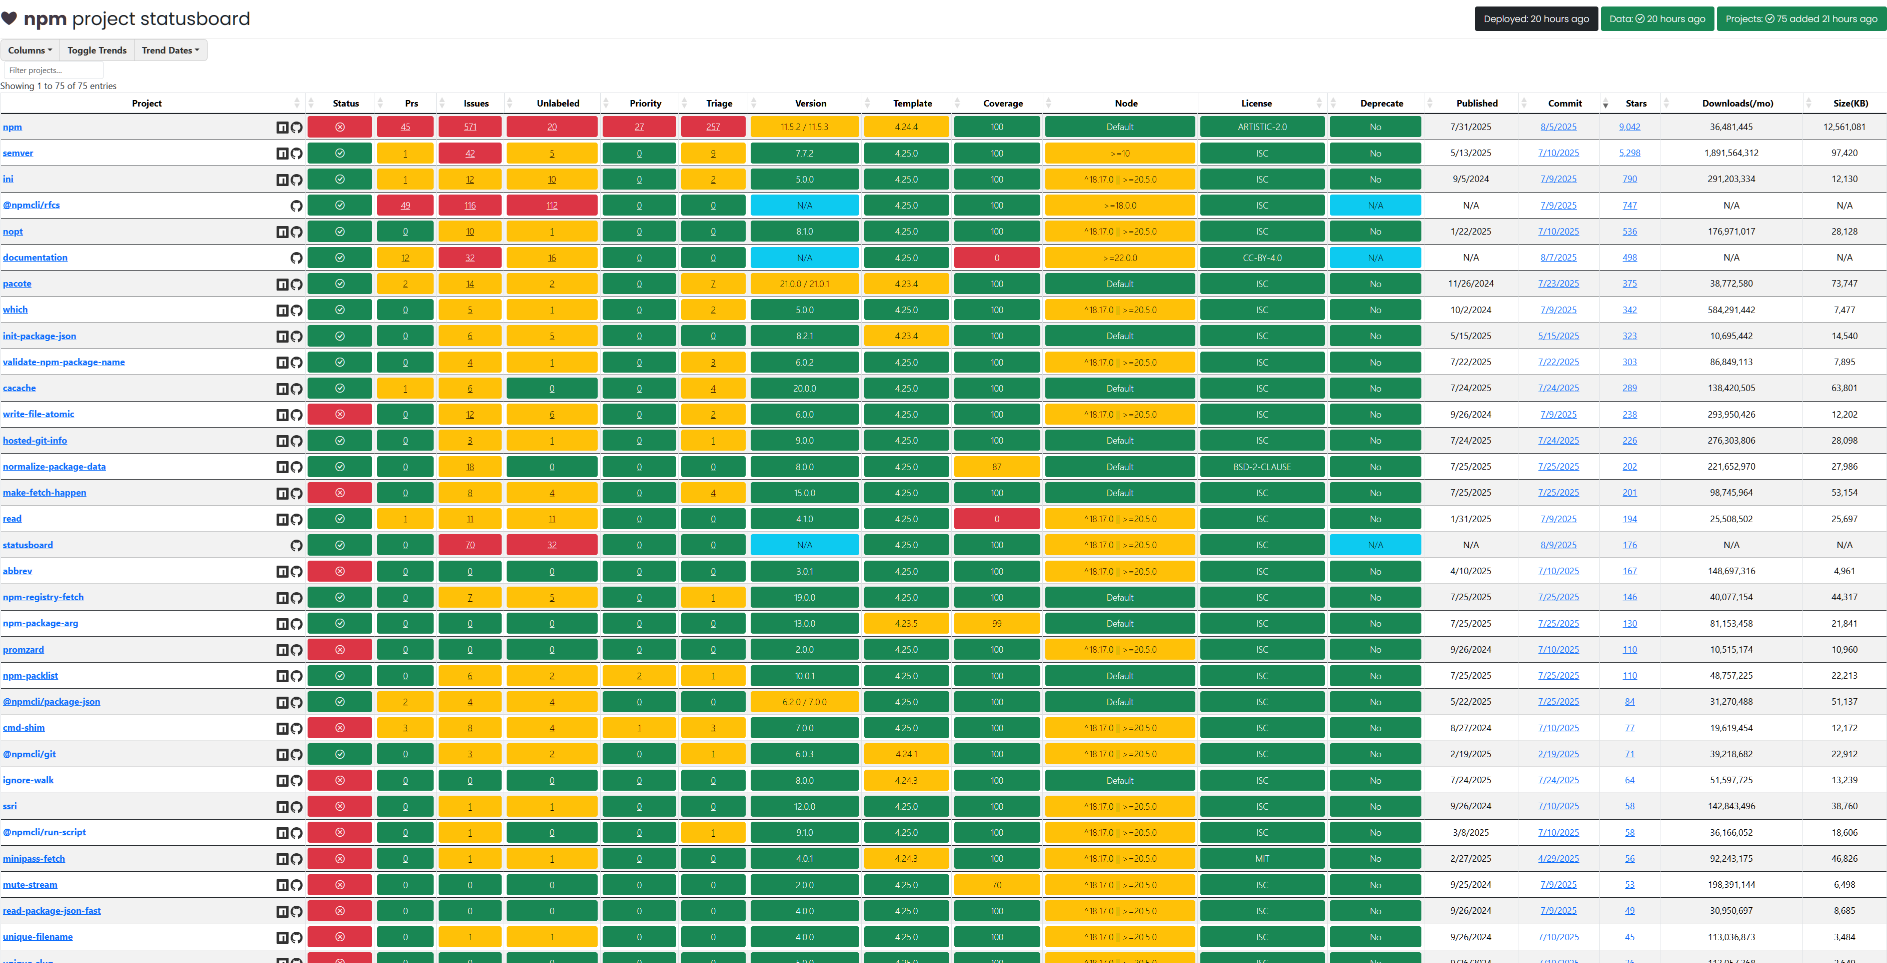 npm project statusboard
Deployed: 20 hours ago Data: 20 hours ago Projects: 75 added 21 hours ago
Columns Toggle Trends Trend Dates
Filter projects...
Showing 1 to 75 of 75 entries
Project Status Prs Issues Unlabeled Priority Triage Version Template Coverage Node License Deprecate Published Commit Stars Downloads(/mo) Size(KB)
npm 45 571 20 27 257 11.5.2 / 11.5.3 4.24.4 100 Default ARTISTIC-2.0 No 7/31/2025 8/5/2025 9,042 36,481,445 12,561,081
semver 1 42 5 0 9 7.7.2 4.25.0 100 >=10 ISC No 5/13/2025 7/10/2025 5,298 1,891,564,312 97,420
ini 1 12 10 0 2 5.0.0 4.25.0 100 ^18.17.0 || >=20.5.0 ISC No 9/5/2024 7/9/2025 790 291,203,334 12,130
@npmcli/rfcs 49 116 112 0 0 N/A 4.25.0 100 >=18.0.0 ISC N/A N/A 7/9/2025 747 N/A N/A
nopt 0 10 1 0 0 8.1.0 4.25.0 100 ^18.17.0 || >=20.5.0 ISC No 1/22/2025 7/10/2025 536 176,971,017 28,128
documentation 12 32 16 0 0 N/A 4.25.0 0 >=22.0.0 CC-BY-4.0 N/A N/A 8/7/2025 498 N/A N/A
pacote 2 14 2 0 7 21.0.0 / 21.0.1 4.23.4 100 Default ISC No 11/26/2024 7/23/2025 375 38,772,580 73,747
which 0 5 1 0 2 5.0.0 4.25.0 100 ^18.17.0 || >=20.5.0 ISC No 10/2/2024 7/9/2025 342 584,291,442 7,477
init-package-json 0 6 5 0 0 8.2.1 4.23.4 100 Default ISC No 5/15/2025 5/15/2025 323 10,695,442 14,540
validate-npm-package-name 0 4 1 0 3 6.0.2 4.25.0 100 ^18.17.0 || >=20.5.0 ISC No 7/22/2025 7/22/2025 303 86,849,113 7,895
cacache 1 6 0 0 4 20.0.0 4.25.0 100 Default ISC No 7/24/2025 7/24/2025 289 138,420,505 63,801
write-file-atomic 0 12 6 0 2 6.0.0 4.25.0 100 ^18.17.0 || >=20.5.0 ISC No 9/26/2024 7/9/2025 238 293,950,426 12,202
hosted-git-info 0 3 1 0 1 9.0.0 4.25.0 100 Default ISC No 7/24/2025 7/24/2025 226 276,303,806 28,098
normalize-package-data 0 18 0 0 0 8.0.0 4.25.0 87 Default BSD-2-CLAUSE No 7/25/2025 7/25/2025 202 221,652,970 27,986
make-fetch-happen 0 8 4 0 4 15.0.0 4.25.0 100 Default ISC No 7/25/2025 7/25/2025 201 98,745,964 53,154
read 1 11 11 0 0 4.1.0 4.25.0 0 ^18.17.0 || >=20.5.0 ISC No 1/31/2025 7/9/2025 194 25,508,502 25,697
statusboard 0 70 32 0 0 N/A 4.25.0 100 ^18.17.0 || >=20.5.0 ISC N/A N/A 8/9/2025 176 N/A N/A
abbrev 0 0 0 0 0 3.0.1 4.25.0 100 ^18.17.0 || >=20.5.0 ISC No 4/10/2025 7/10/2025 167 148,697,316 4,961
npm-registry-fetch 0 7 5 0 1 19.0.0 4.25.0 100 Default ISC No 7/25/2025 7/25/2025 146 40,077,154 44,317
npm-package-arg 0 0 0 0 0 13.0.0 4.23.5 99 Default ISC No 7/25/2025 7/25/2025 130 81,153,458 21,841
promzard 0 0 0 0 0 2.0.0 4.25.0 100 ^18.17.0 || >=20.5.0 ISC No 9/26/2024 7/10/2025 110 10,515,174 10,960
npm-packlist 0 6 2 2 1 10.0.1 4.25.0 100 Default ISC No 7/25/2025 7/25/2025 110 48,757,225 22,213
@npmcli/package-json 2 4 4 0 0 6.2.0 / 7.0.0 4.25.0 100 Default ISC No 5/22/2025 7/25/2025 84 31,270,488 51,137
cmd-shim 3 8 4 1 3 7.0.0 4.25.0 100 ^18.17.0 || >=20.5.0 ISC No 8/27/2024 7/10/2025 77 19,619,454 12,172
@npmcli/git 0 3 2 0 1 6.0.3 4.24.1 100 ^18.17.0 || >=20.5.0 ISC No 2/19/2025 2/19/2025 71 39,218,682 22,912
ignore-walk 0 0 0 0 0 8.0.0 4.24.3 100 Default ISC No 7/24/2025 7/24/2025 64 51,597,725 13,239
ssri 0 1 1 0 0 12.0.0 4.25.0 100 ^18.17.0 || >=20.5.0 ISC No 9/26/2024 7/10/2025 58 142,843,496 38,760
@npmcli/run-script 0 1 0 0 1 9.1.0 4.25.0 100 ^18.17.0 || >=20.5.0 ISC No 3/8/2025 7/10/2025 58 36,166,052 18,606
minipass-fetch 0 1 1 0 0 4.0.1 4.24.3 100 ^18.17.0 || >=20.5.0 MIT No 2/27/2025 4/29/2025 56 92,243,175 46,826
mute-stream 0 0 0 0 0 2.0.0 4.25.0 70 ^18.17.0 || >=20.5.0 ISC No 9/25/2024 7/9/2025 53 198,391,144 6,498
read-package-json-fast 0 0 0 0 0 4.0.0 4.25.0 100 ^18.17.0 || >=20.5.0 ISC No 9/26/2024 7/9/2025 49 30,950,697 8,685
unique-filename 0 1 1 0 0 4.0.0 4.25.0 100 ^18.17.0 || >=20.5.0 ISC No 9/26/2024 7/10/2025 45 113,036,873 3,484